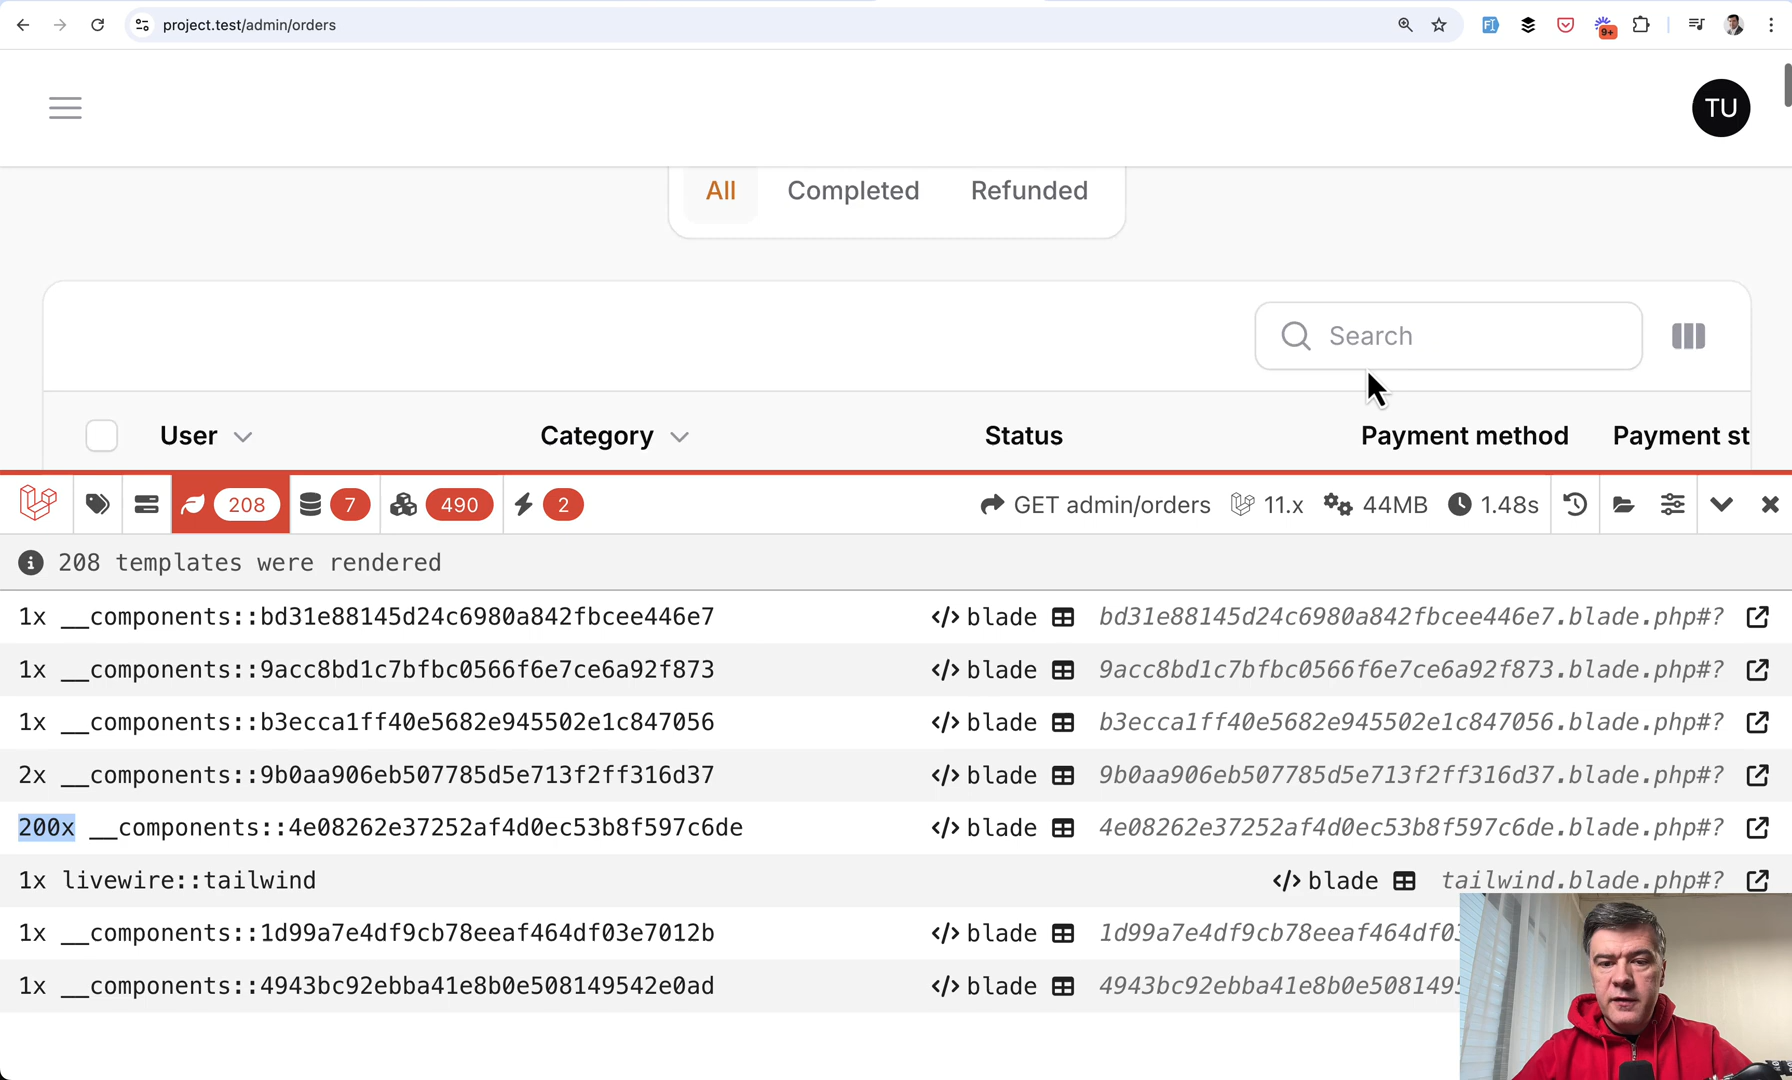 project.test/admin/orders
9+
TU
All Completed Refunded
Search
User Category Status Payment method Payment st
208 7 490 2 GET admin/orders 11.x 44MB 1.48s
208 templates were rendered
1x __components::bd31e88145d24c6980a842fbcee446e7 </> blade bd31e88145d24c6980a842fbcee446e7.blade.php#?
1x __components::9acc8bd1c7bfbc0566f6e7ce6a92f873 </> blade 9acc8bd1c7bfbc0566f6e7ce6a92f873.blade.php#?
1x __components::b3ecca1ff40e5682e945502e1c847056 </> blade b3ecca1ff40e5682e945502e1c847056.blade.php#?
2x __components::9b0aa906eb507785d5e713f2ff316d37 </> blade 9b0aa906eb507785d5e713f2ff316d37.blade.php#?
200x __components::4e08262e37252af4d0ec53b8f597c6de </> blade 4e08262e37252af4d0ec53b8f597c6de.blade.php#?
1x livewire::tailwind </> blade tailwind.blade.php#?
1x __components::1d99a7e4df9cb78eeaf464df03e7012b </> blade 1d99a7e4df9cb78eeaf464df03
1x __components::4943bc92ebba41e8b0e508149542e0ad </> blade 4943bc92ebba41e8b0e5081495